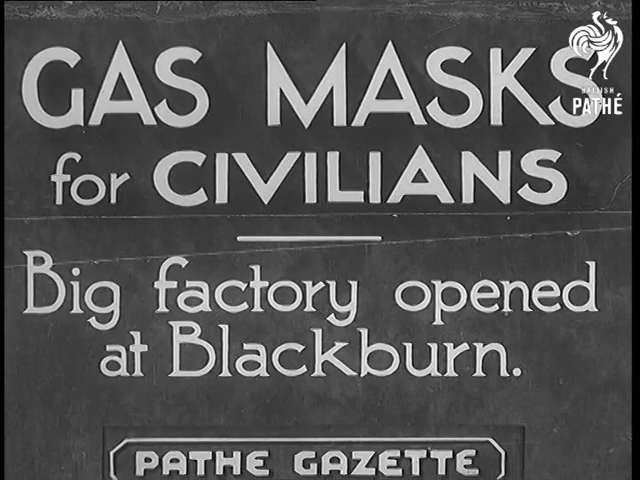 GAS MASKS
for CIVILIANS
Big factory opened
at Blackburn.
PATHE GAZETTE
BRITISH
PATHÉ